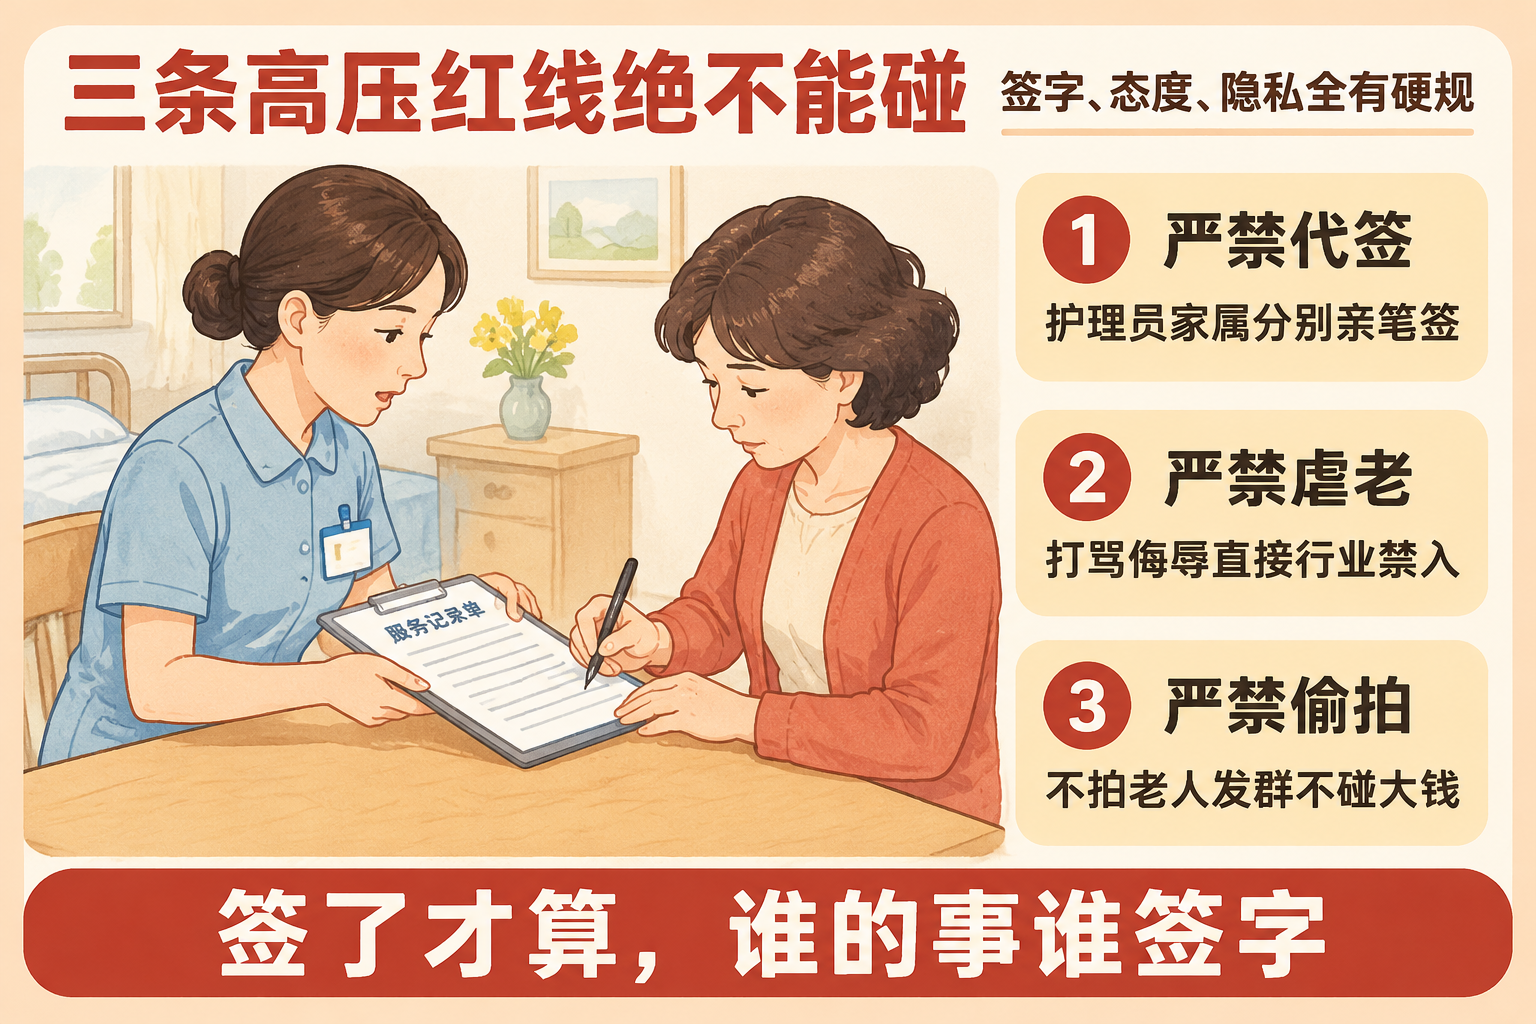 三条高压红线绝不能碰
签字、态度、隐私全有硬规
1 严禁代签
护理员家属分别亲笔签
2 严禁虐老
打骂侮辱直接行业禁入
3 严禁偷拍
不拍老人发群不碰大钱
服务记录单
签了才算，谁的事谁签字